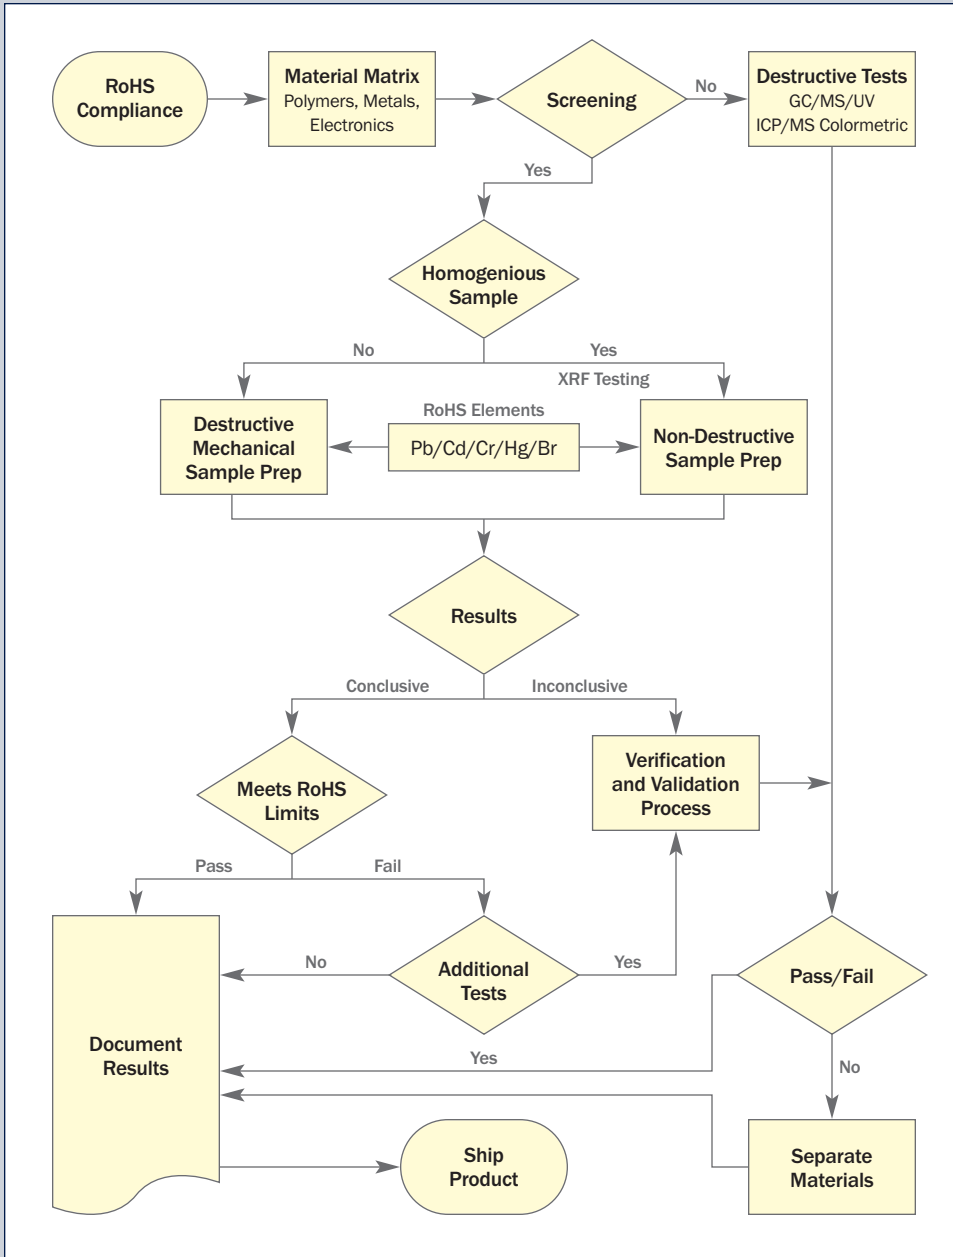 RoHS
Compliance
Material Matrix
Polymers, Metals,
Electronics
Screening
No
Destructive Tests
GC/MS/UV
ICP/MS Colormetric
Yes
Homogenious
Sample
No
Yes
XRF Testing
Destructive
Mechanical
Sample Prep
RoHS Elements
Pb/Cd/Cr/Hg/Br
Non-Destructive
Sample Prep
Results
Conclusive
Inconclusive
Meets RoHS
Limits
Verification
and Validation
Process
Pass
Fail
No
Additional
Tests
Yes
Pass/Fail
Document
Results
Yes
No
Ship
Product
Separate
Materials